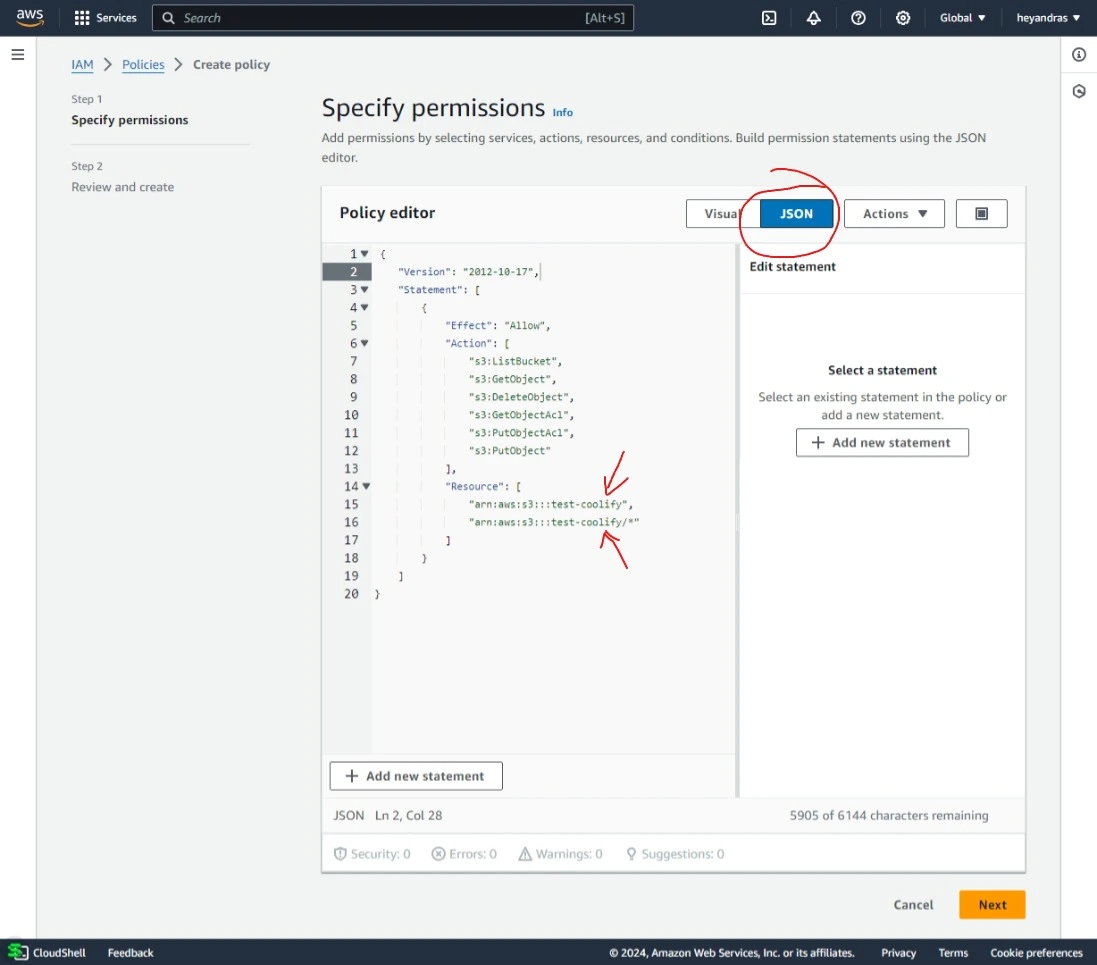 aws
Services
Search
[Alt+S]
Global
heyandras
IAM
Policies
Create policy
Step 1
Specify permissions
Step 2
Review and create
Specify permissions Info
Add permissions by selecting services, actions, resources, and conditions. Build permission statements using the JSON
editor.
Policy editor
Visual
JSON
Actions
1 {
2 "Version": "2012-10-17",
3 "Statement": [
4 {
5 "Effect": "Allow",
6 "Action": [
7 "s3:ListBucket",
8 "s3:GetObject",
9 "s3:DeleteObject",
10 "s3:GetObjectAcl",
11 "s3:PutObjectAcl",
12 "s3:PutObject"
13 ],
14 "Resource": [
15 "arn:aws:s3:::test-coolify",
16 "arn:aws:s3:::test-coolify/*"
17 ]
18 }
19 ]
20 }
Edit statement
Select a statement
Select an existing statement in the policy or
add a new statement.
+ Add new statement
+ Add new statement
JSON Ln 2, Col 28
5905 of 6144 characters remaining
Security: 0
Errors: 0
Warnings: 0
Suggestions: 0
Cancel
Next
CloudShell
Feedback
© 2024, Amazon Web Services, Inc. or its affiliates.
Privacy
Terms
Cookie preferences